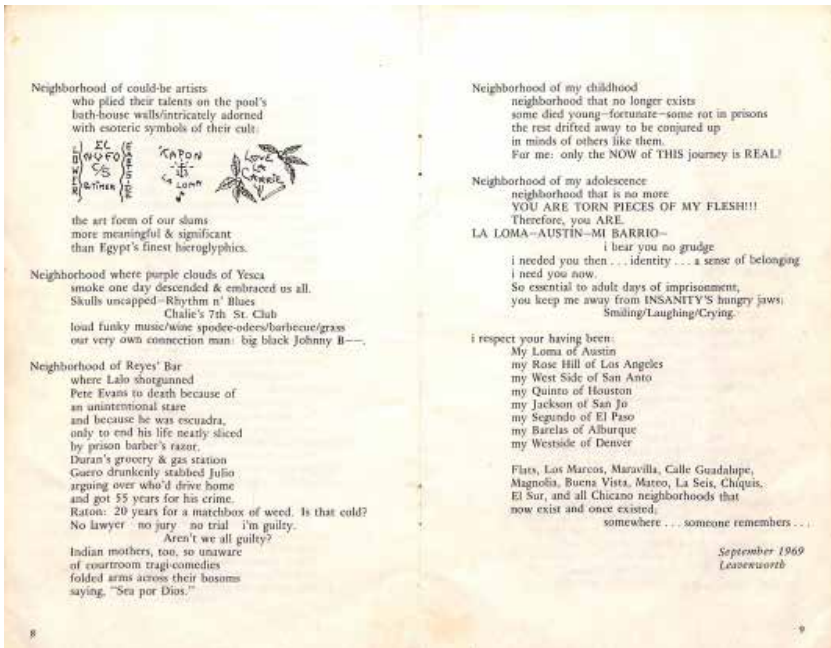 Neighborhood of could-be artists
who plied their talents on the pool's
bath-house walls/intricately adorned
with esoteric symbols of their cult:
LOWER
EL
ÑUFO
C/S
Q-TIMER
EASTSIDE
KAPON
LA LOMA
LOVE
LA
CARRIE
the art form of our slums
more meaningful & significant
than Egypt's finest hieroglyphics.
Neighborhood where purple clouds of Yesca
smoke one day descended & embraced us all.
Skulls uncapped—Rhythm n' Blues
Chalie's 7th St. Club
loud funky music/wine spodee-odees/barbecue/grass
our very own connection man: big black Johnny B——.
Neighborhood of Reyes' Bar
where Lalo shotgunned
Pete Evans to death because of
an unintentional stare
and because he was escuadra,
only to end his life neatly sliced
by prison barber's razor.
Duran's grocery & gas station
Guero drunkenly stabbed Julio
arguing over who'd drive home
and got 55 years for his crime.
Raton: 20 years for a matchbox of weed. Is that cold?
No lawyer no jury no trial i'm guilty.
Aren't we all guilty?
Indian mothers, too, so unaware
of courtroom tragi-comedies
folded arms across their bosoms
saying, "Sea por Dios."
8
Neighborhood of my childhood
neighborhood that no longer exists
some died young—fortunate—some rot in prisons
the rest drifted away to be conjured up
in minds of others like them.
For me: only the NOW of THIS journey is REAL!
Neighborhood of my adolescence
neighborhood that is no more
YOU ARE TORN PIECES OF MY FLESH!!!
Therefore, you ARE.
LA LOMA—AUSTIN—MI BARRIO—
i bear you no grudge
i needed you then . . . identity . . . a sense of belonging
i need you now.
So essential to adult days of imprisonment,
you keep me away from INSANITY'S hungry jaws;
Smiling/Laughing/Crying.
i respect your having been:
My Loma of Austin
my Rose Hill of Los Angeles
my West Side of San Anto
my Quinto of Houston
my Jackson of San Jo
my Segundo of El Paso
my Barelas of Alburque
my Westside of Denver
Flats, Los Marcos, Maravilla, Calle Guadalupe,
Magnolia, Buena Vista, Mateo, La Seis, Chiquis,
El Sur, and all Chicano neighborhoods that
now exist and once existed;
somewhere . . . someone remembers . . .
September 1969
Leavenworth
9